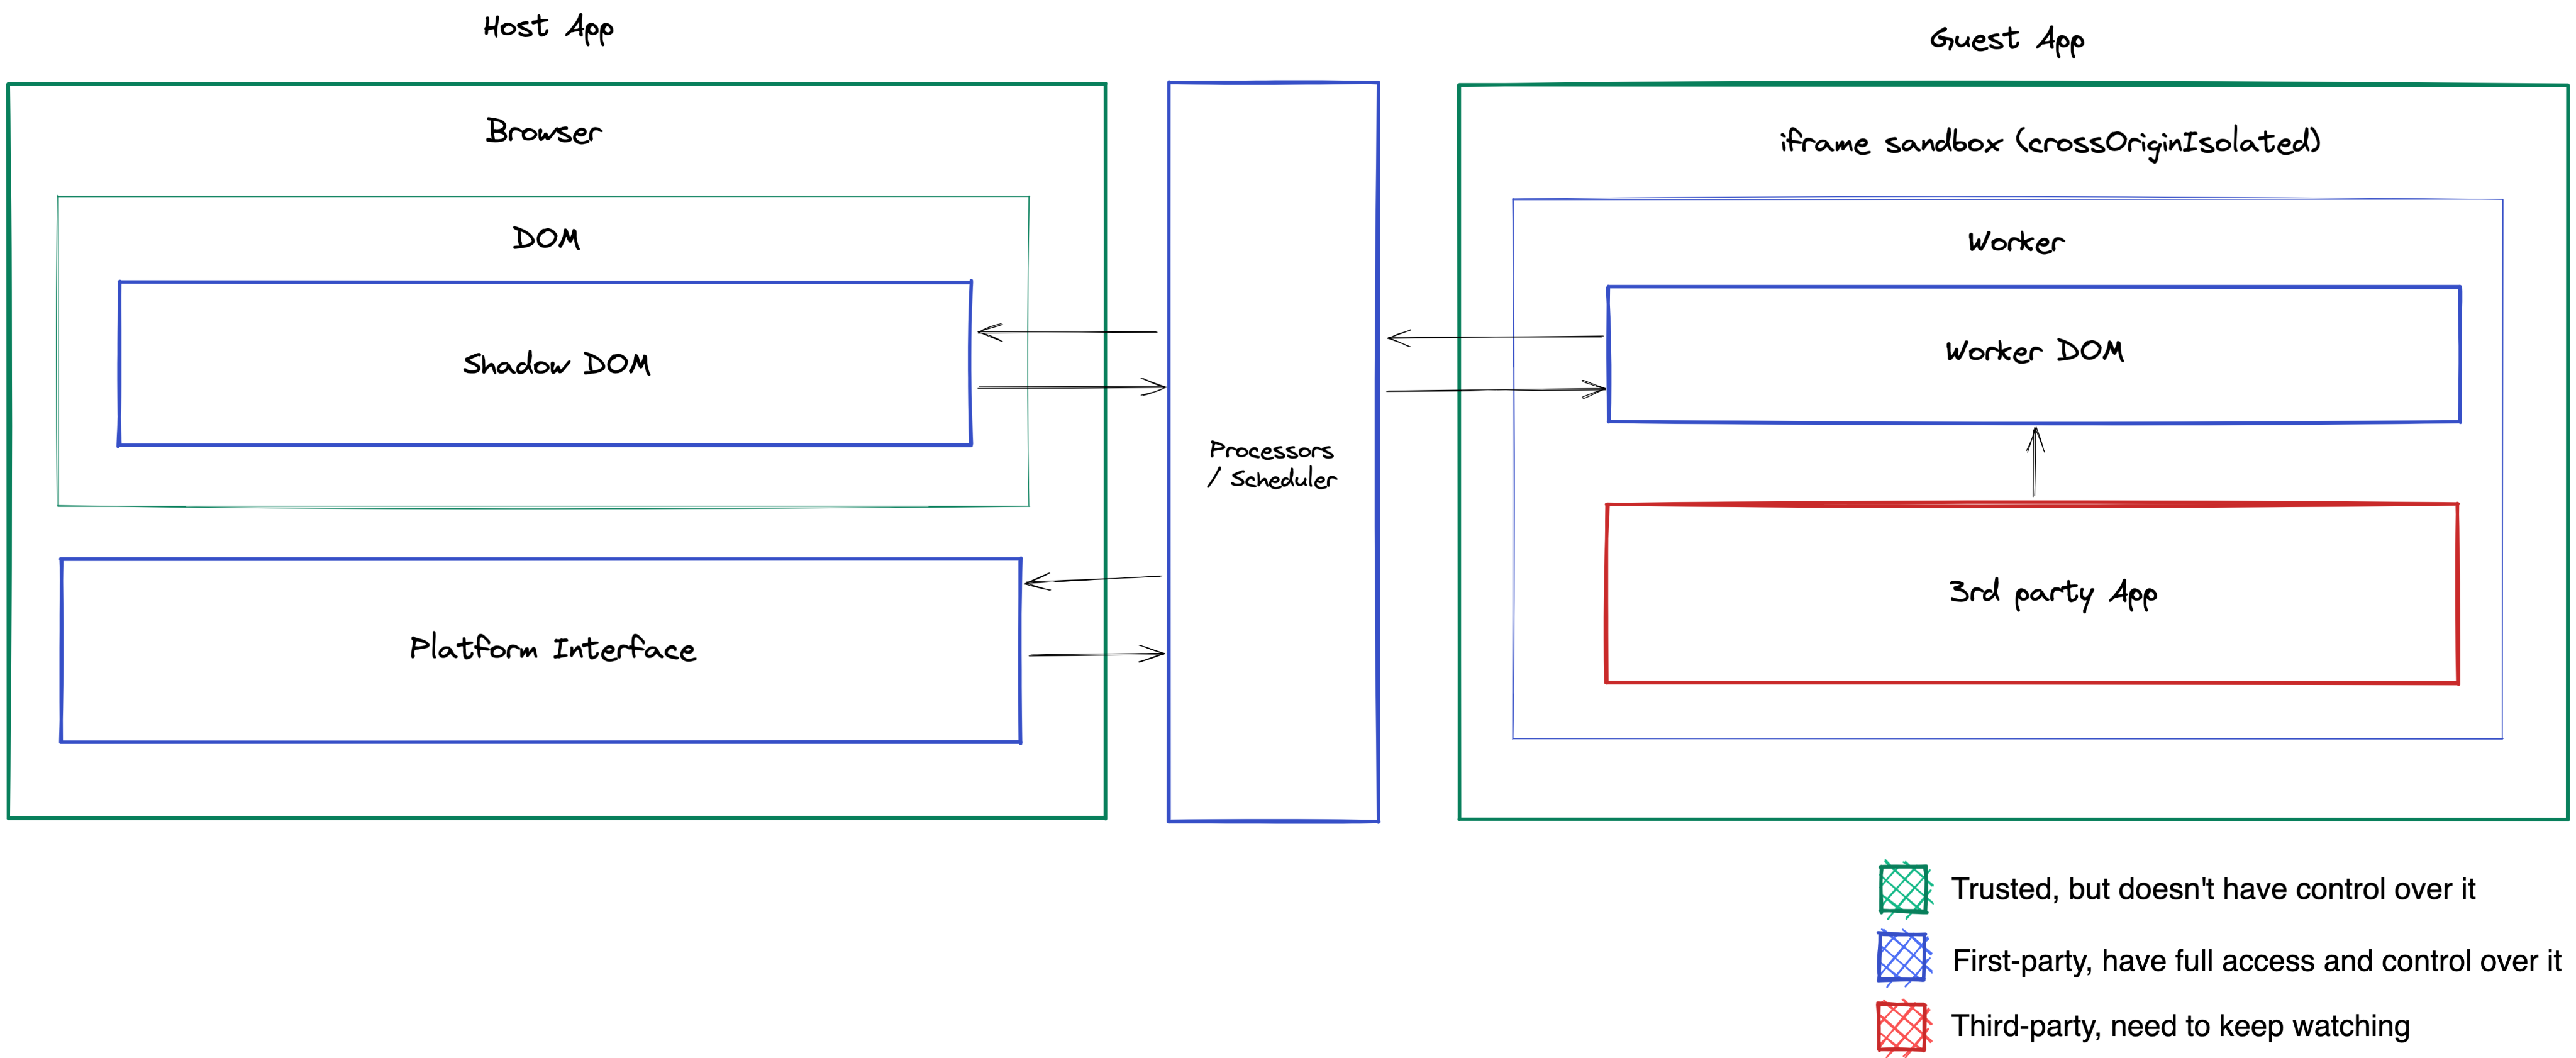 Host App
Guest App
Browser
iframe sandbox (crossOriginIsolated)
DOM
Worker
Shadow DOM
Worker DOM
Processors
/ Scheduler
Platform Interface
3rd party App
Trusted, but doesn't have control over it
First-party, have full access and control over it
Third-party, need to keep watching